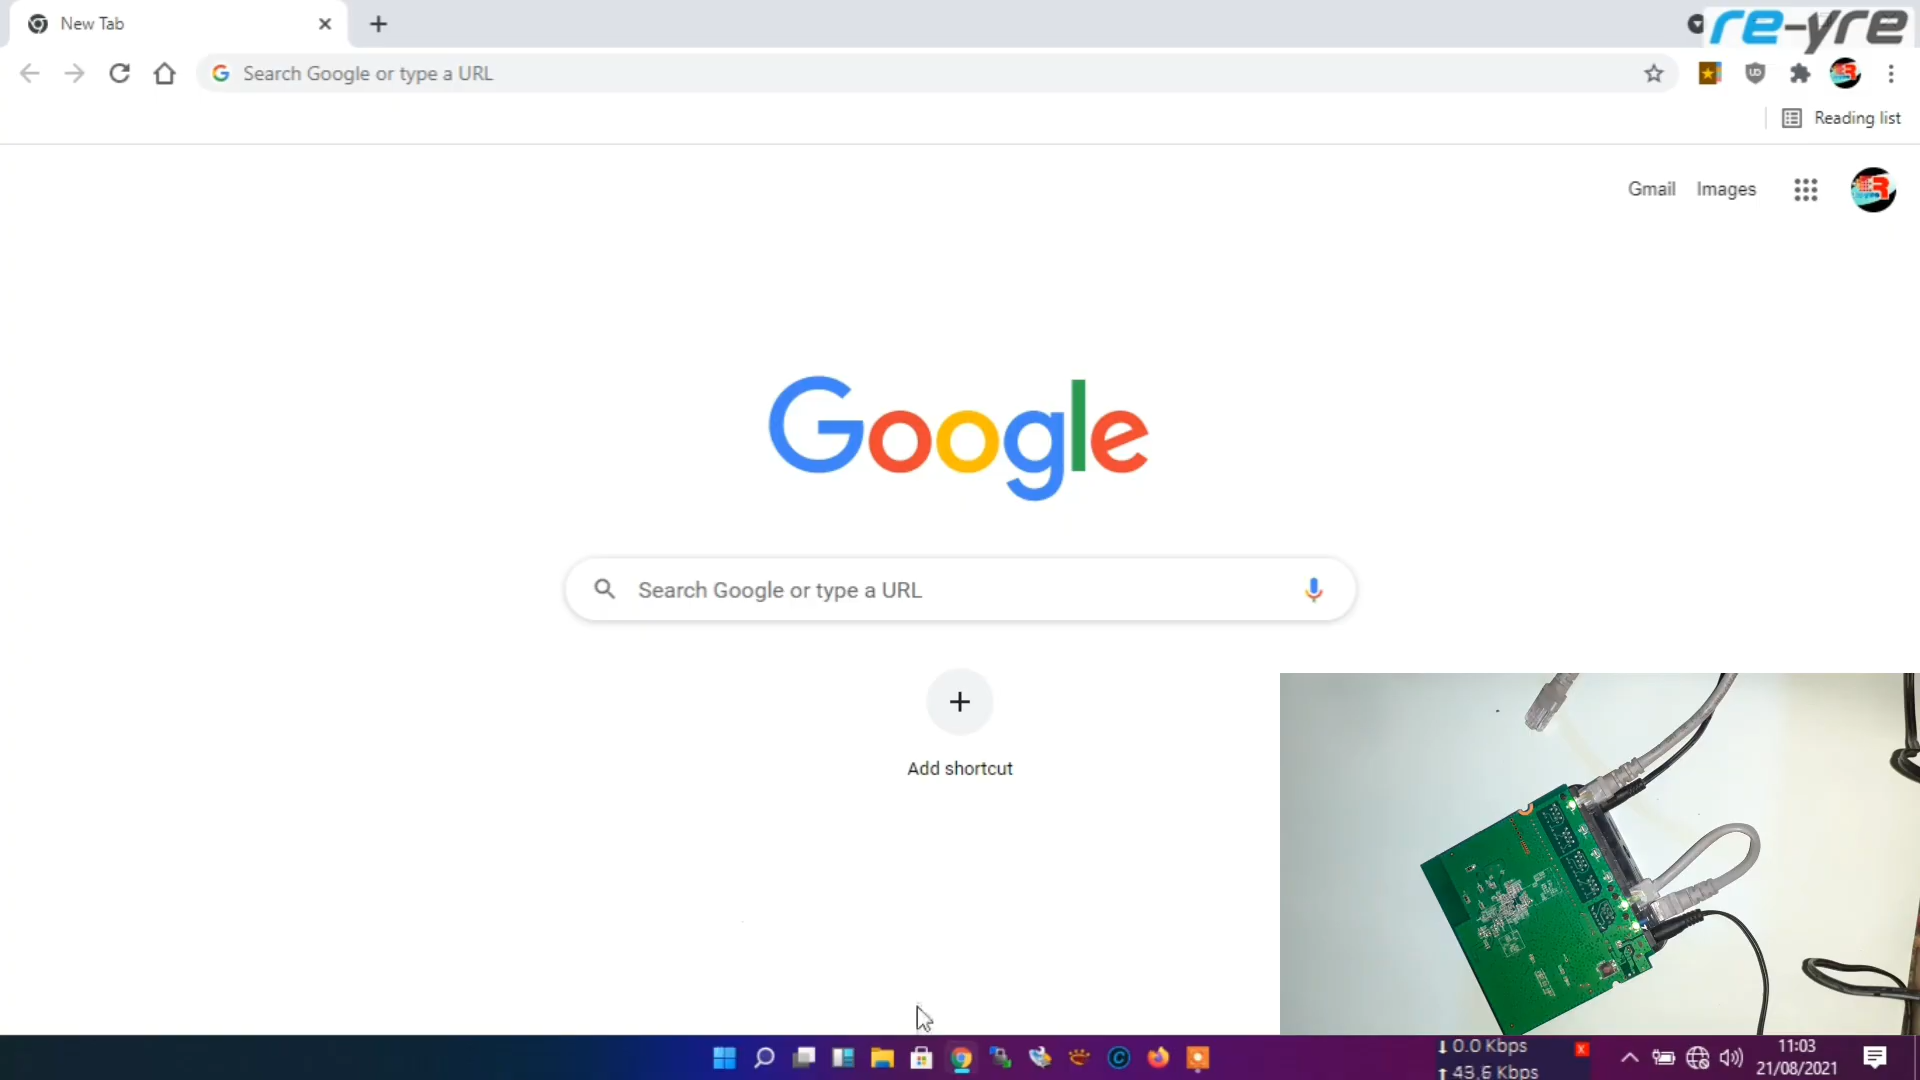 New Tab
re-yre
Search Google or type a URL
Reading list
Gmail Images
Google
Search Google or type a URL
Add shortcut
↓ 0.0 Kbps
↑ 43.6 Kbps
11:03
21/08/2021